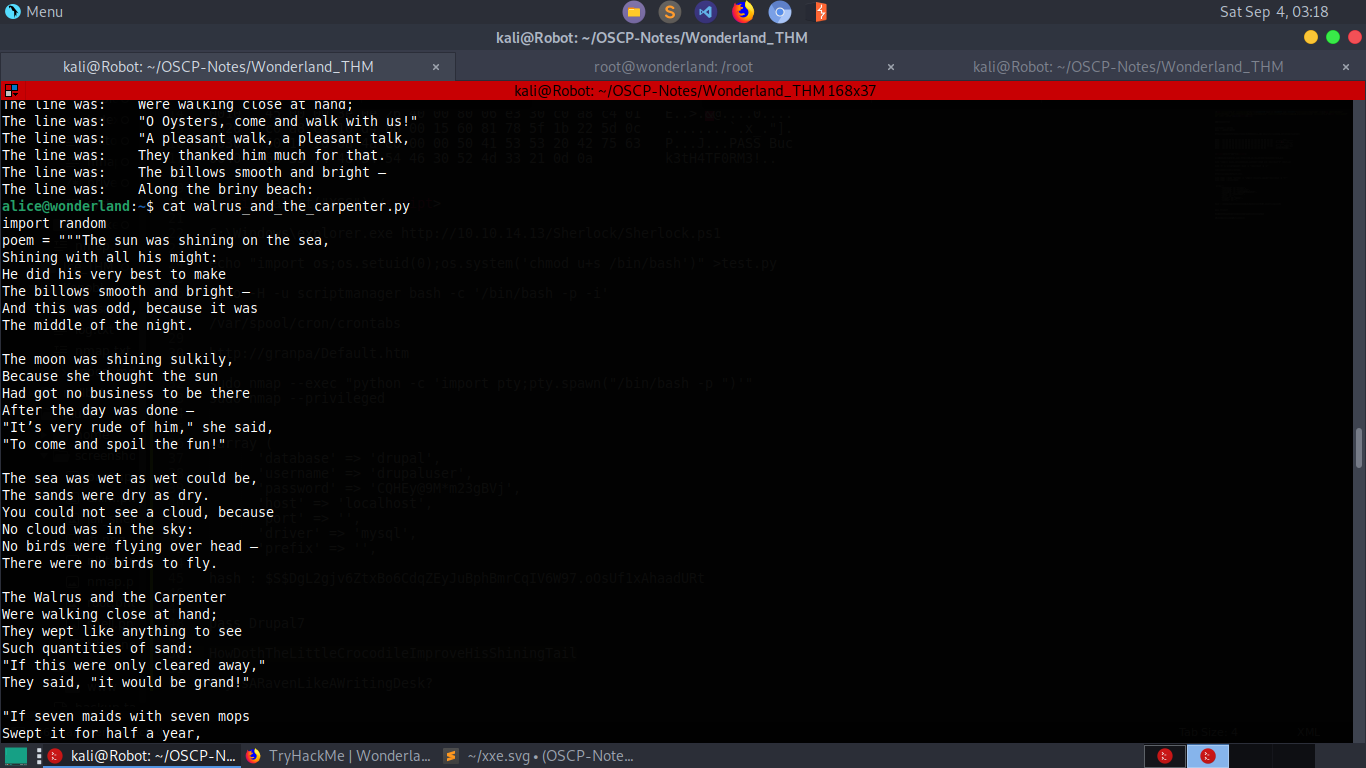 Menu
Sat Sep 4, 03:18
kali@Robot: ~/OSCP-Notes/Wonderland_THM
kali@Robot: ~/OSCP-Notes/Wonderland_THM ×
root@wonderland: /root ×
kali@Robot: ~/OSCP-Notes/Wonderland_THM ×
kali@Robot: ~/OSCP-Notes/Wonderland_THM 168x37
The line was:    Were walking close at hand;
The line was:    "O Oysters, come and walk with us!"
The line was:    "A pleasant walk, a pleasant talk,
The line was:    They thanked him much for that.
The line was:    The billows smooth and bright —
The line was:    Along the briny beach:
alice@wonderland:~$ cat walrus_and_the_carpenter.py
import random
poem = """The sun was shining on the sea,
Shining with all his might:
He did his very best to make
The billows smooth and bright —
And this was odd, because it was
The middle of the night.

The moon was shining sulkily,
Because she thought the sun
Had got no business to be there
After the day was done —
"It’s very rude of him," she said,
"To come and spoil the fun!"

The sea was wet as wet could be,
The sands were dry as dry.
You could not see a cloud, because
No cloud was in the sky:
No birds were flying over head —
There were no birds to fly.

The Walrus and the Carpenter
Were walking close at hand;
They wept like anything to see
Such quantities of sand:
"If this were only cleared away,"
They said, "it would be grand!"

"If seven maids with seven mops
Swept it for half a year,
kali@Robot: ~/OSCP-N...
TryHackMe | Wonderla...
~/xxe.svg • (OSCP-Note...